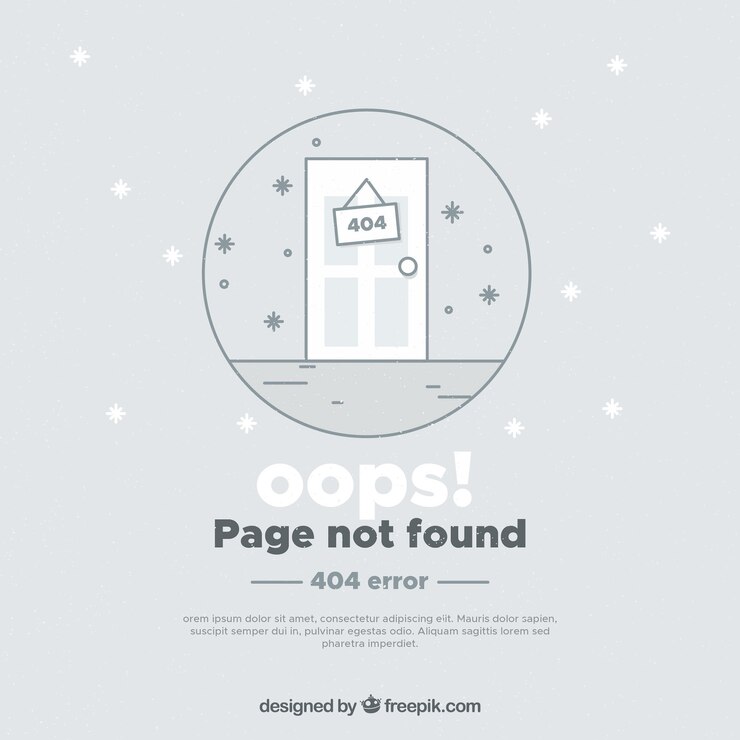 404
oops!
Page not found
404 error
orem ipsum dolor sit amet, consectetur adipiscing elit. Mauris dolor sapien,
suscipit semper dui in, pulvinar egestas odio. Aliquam sagittis lorem sed
pharetra imperdiet.
designed by freepik.com